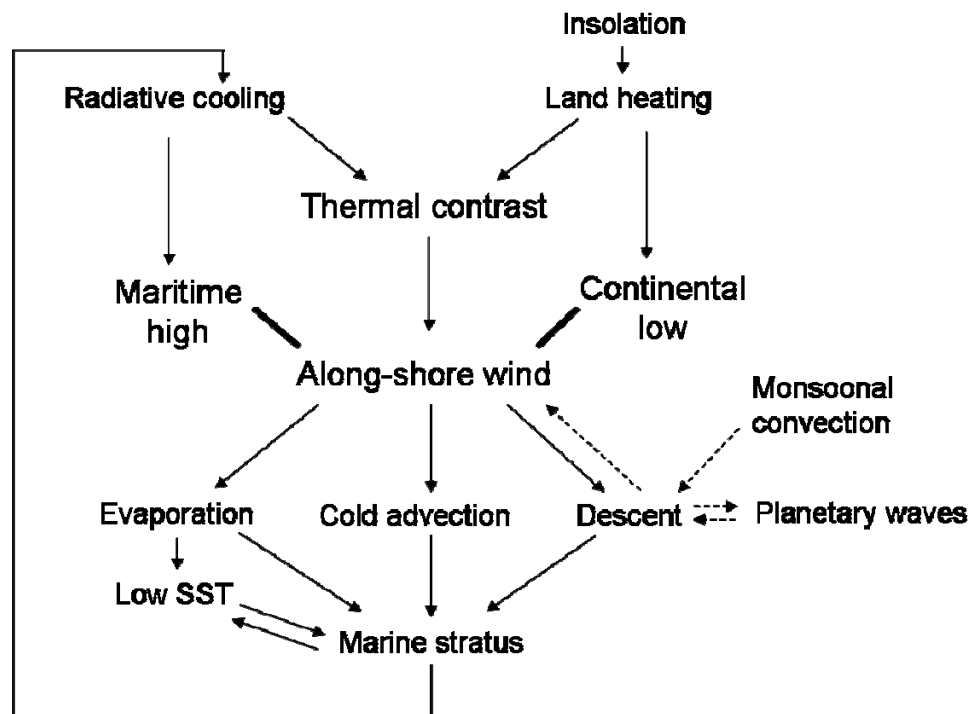 Insolation
Radiative cooling
Land heating
Thermal contrast
Maritime
high
Continental
low
Along-shore wind
Monsoonal
convection
Evaporation
Cold advection
Descent
Planetary waves
Low SST
Marine stratus